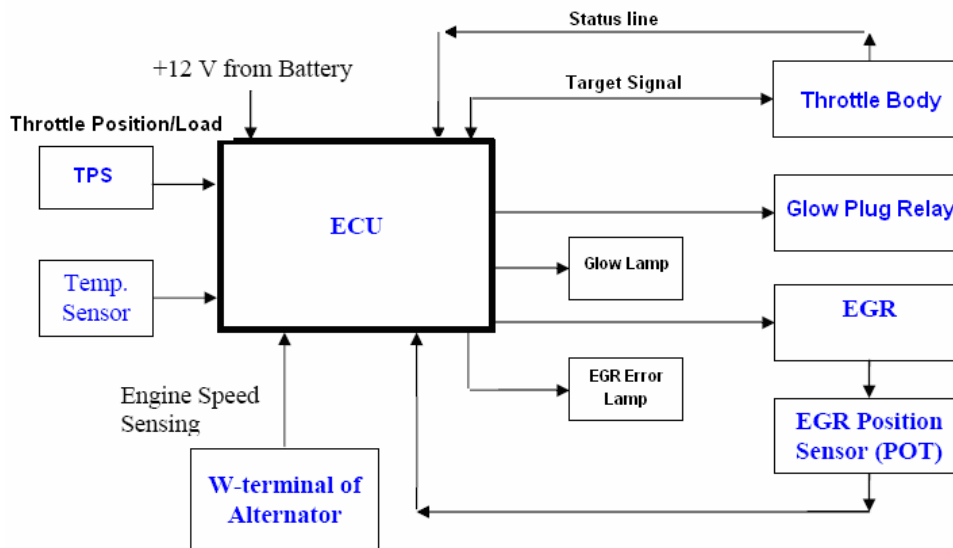 Status line
+12 V from Battery
Target Signal
Throttle Body
Throttle Position/Load
TPS
ECU
Glow Plug Relay
Glow Lamp
Temp.
Sensor
EGR
EGR Error
Lamp
Engine Speed
Sensing
EGR Position
Sensor (POT)
W-terminal of
Alternator